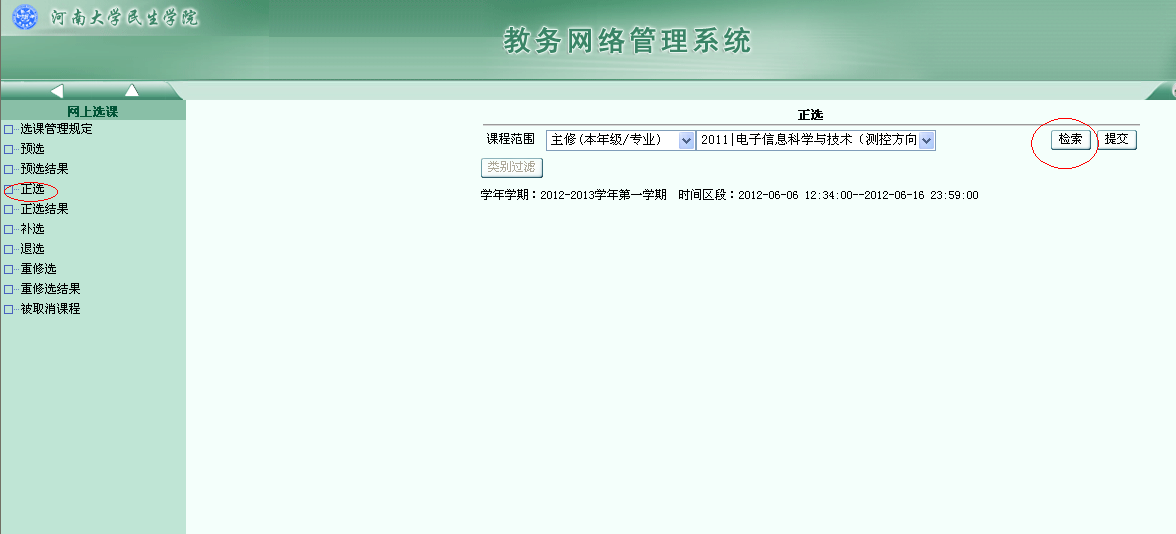 河南大学民生学院
教务网络管理系统
网上选课
选课管理规定
预选
预选结果
正选
正选结果
补选
退选
重修选
重修选结果
被取消课程
正选
课程范围 主修(本年级/专业) 2011|电子信息科学与技术（测控方向 检索 提交
类别过滤
学年学期：2012-2013学年第一学期 时间区段：2012-06-06 12:34:00--2012-06-16 23:59:00